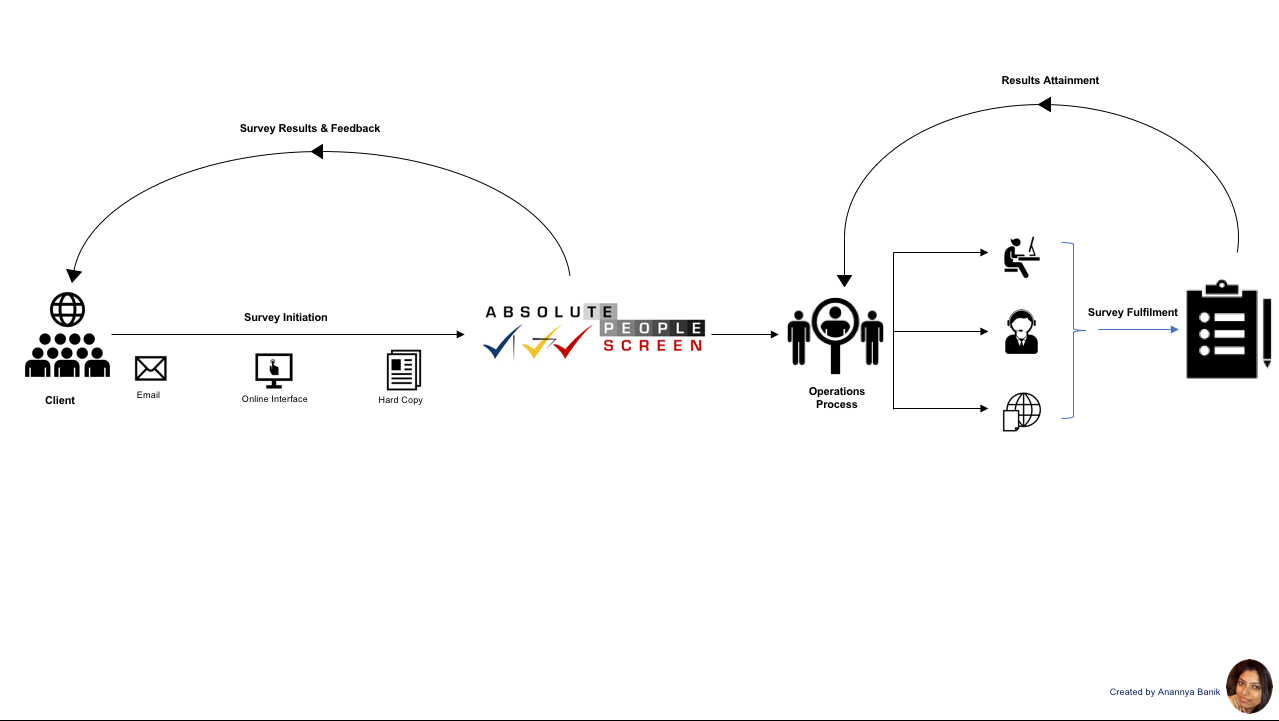 Results Attainment
Survey Results & Feedback
Survey Initiation
Email
Online Interface
Hard Copy
Client
ABSOLUTE
PEOPLE
SCREEN
Operations
Process
Survey Fulfilment
Created by Anannya Banik